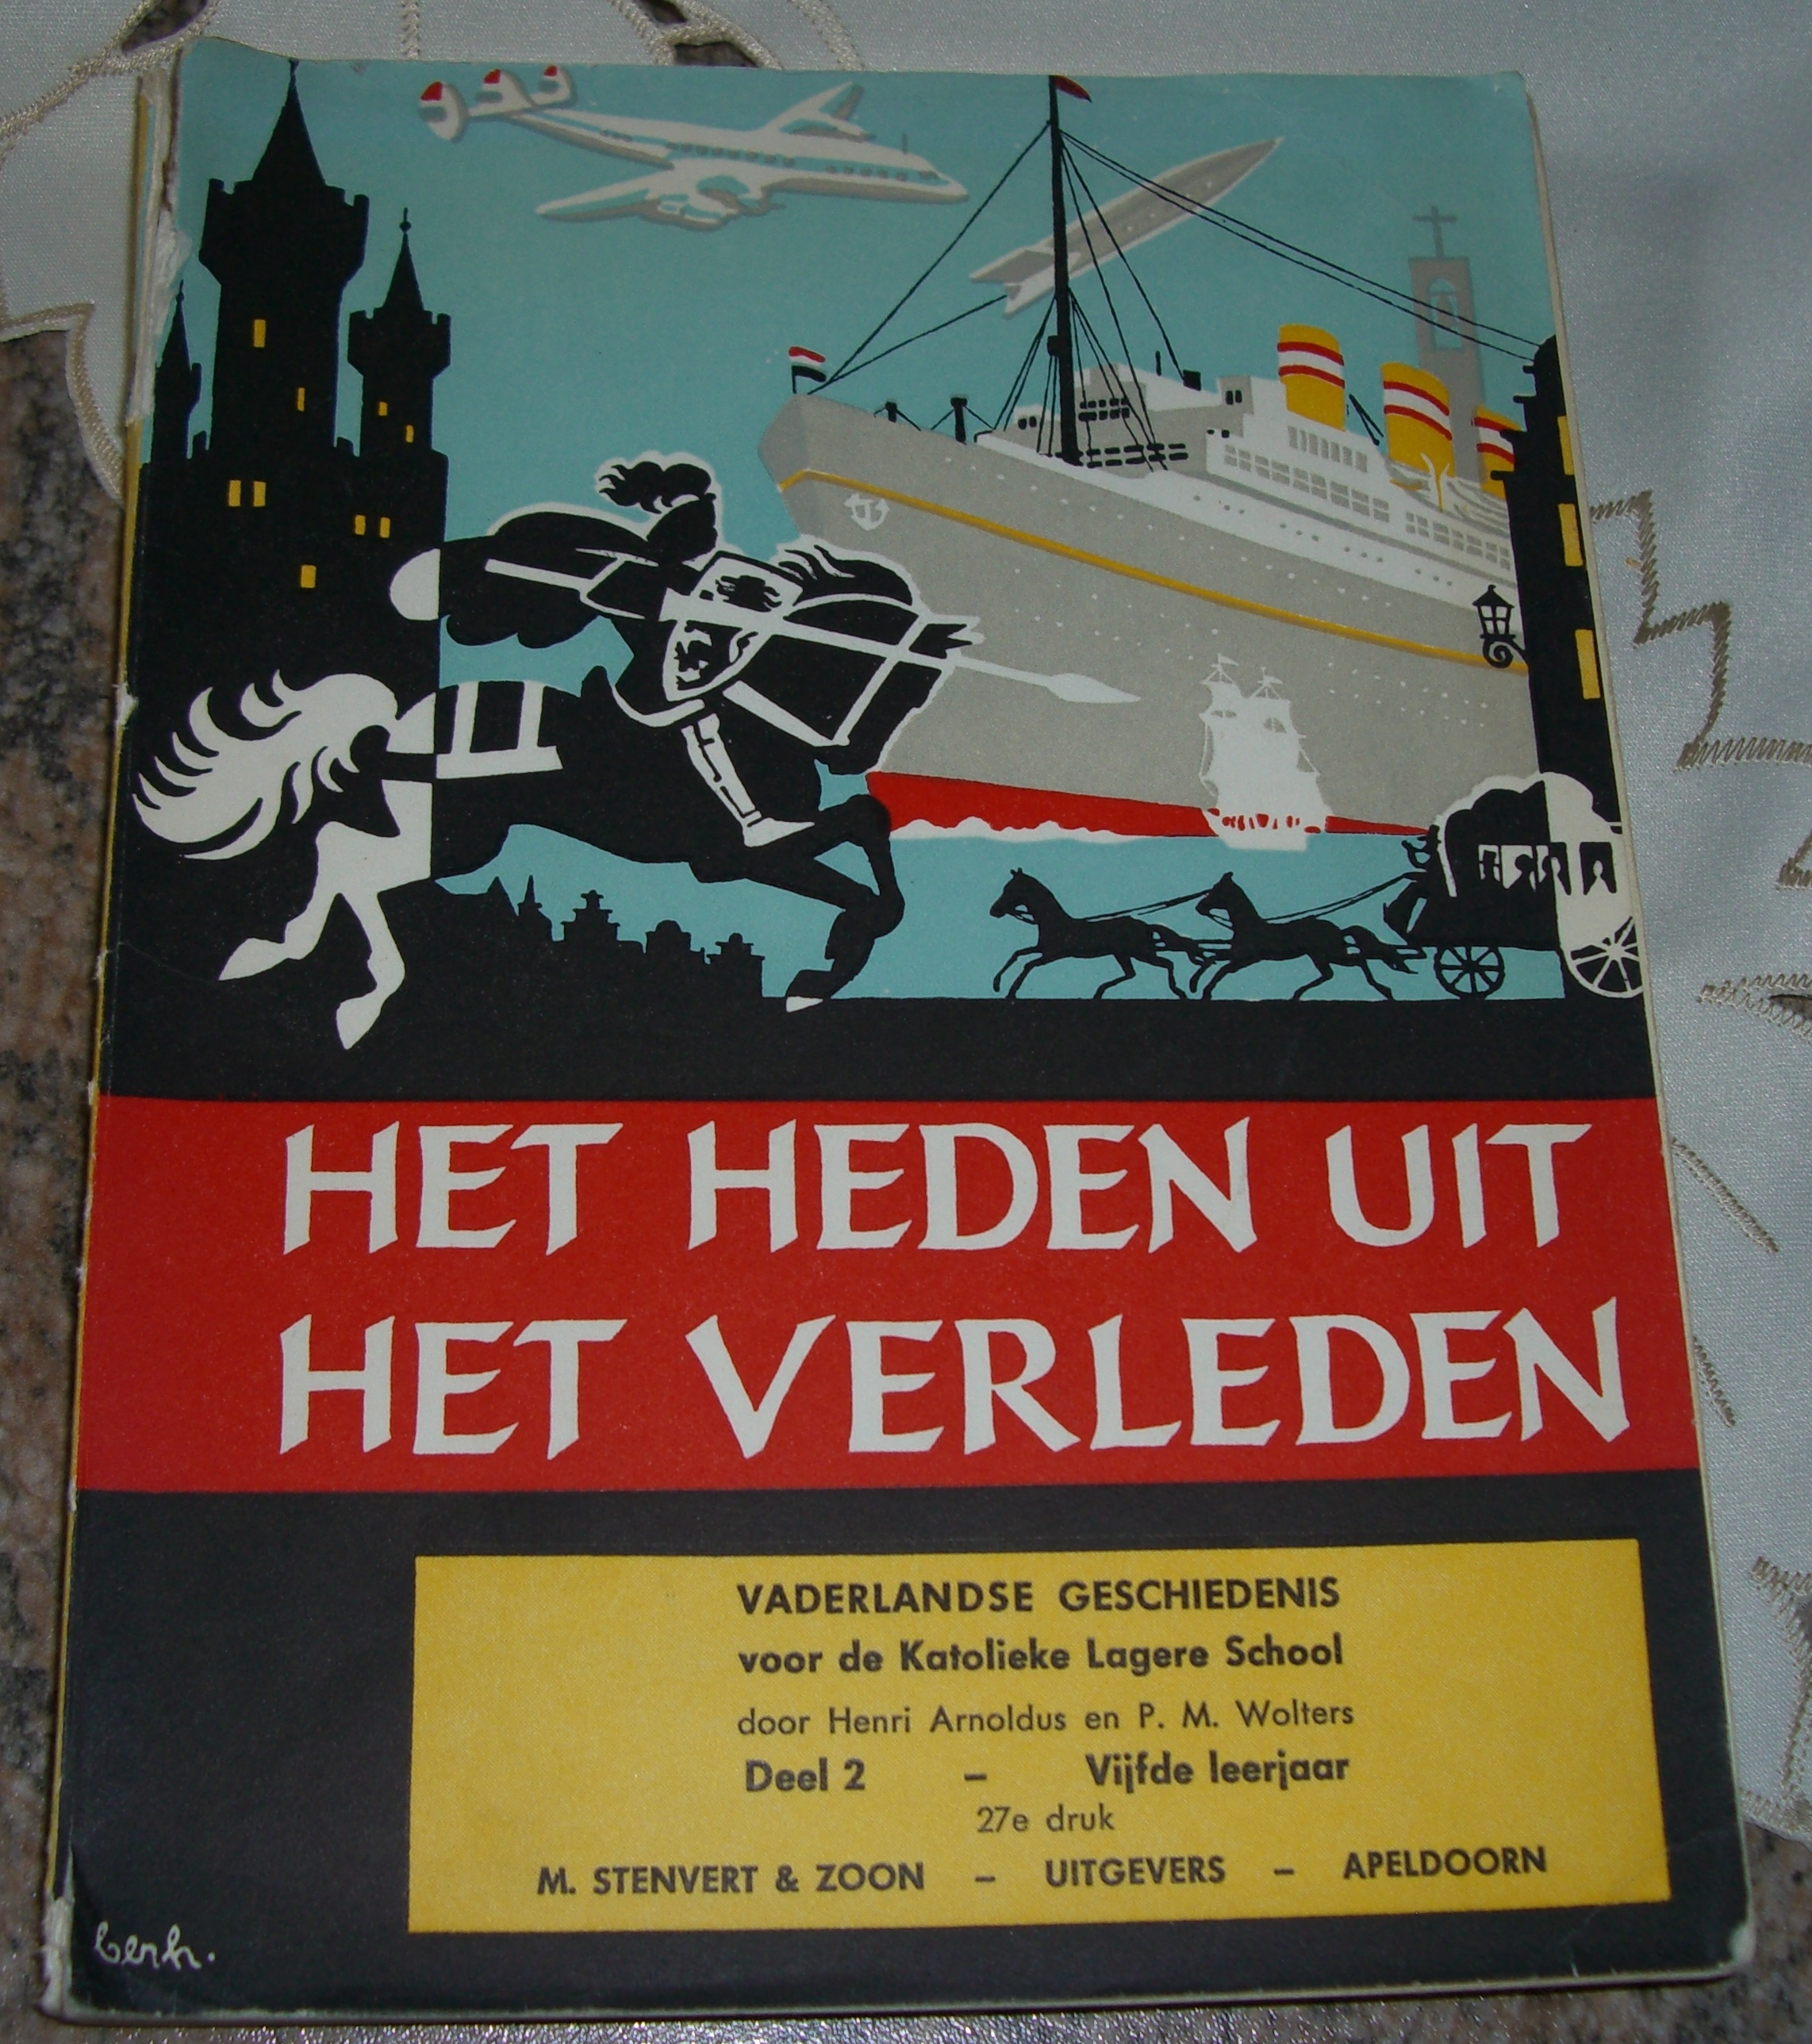 HET HEDEN UIT
HET VERLEDEN
VADERLANDSE GESCHIEDENIS
voor de Katolieke Lagere School
door Henri Arnoldus en P. M. Wolters
Deel 2 – Vijfde leerjaar
27e druk
M. STENVERT & ZOON – UITGEVERS – APELDOORN